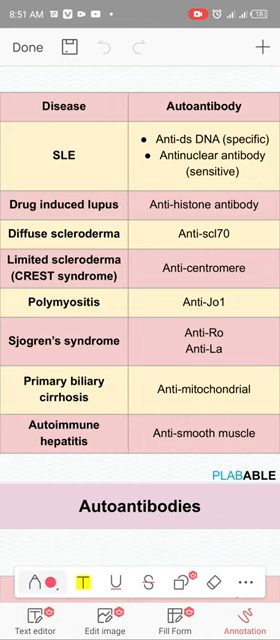 8:51 AM
18
Done
Disease Autoantibody
SLE
● Anti-ds DNA (specific)
● Antinuclear antibody
(sensitive)
Drug induced lupus Anti-histone antibody
Diffuse scleroderma Anti-scl70
Limited scleroderma
(CREST syndrome)
Anti-centromere
Polymyositis Anti-Jo1
Sjogren's syndrome
Anti-Ro
Anti-La
Primary biliary
cirrhosis
Anti-mitochondrial
Autoimmune
hepatitis
Anti-smooth muscle
PLABABLE
Autoantibodies
T U S
Text editor Edit image Fill Form Annotation